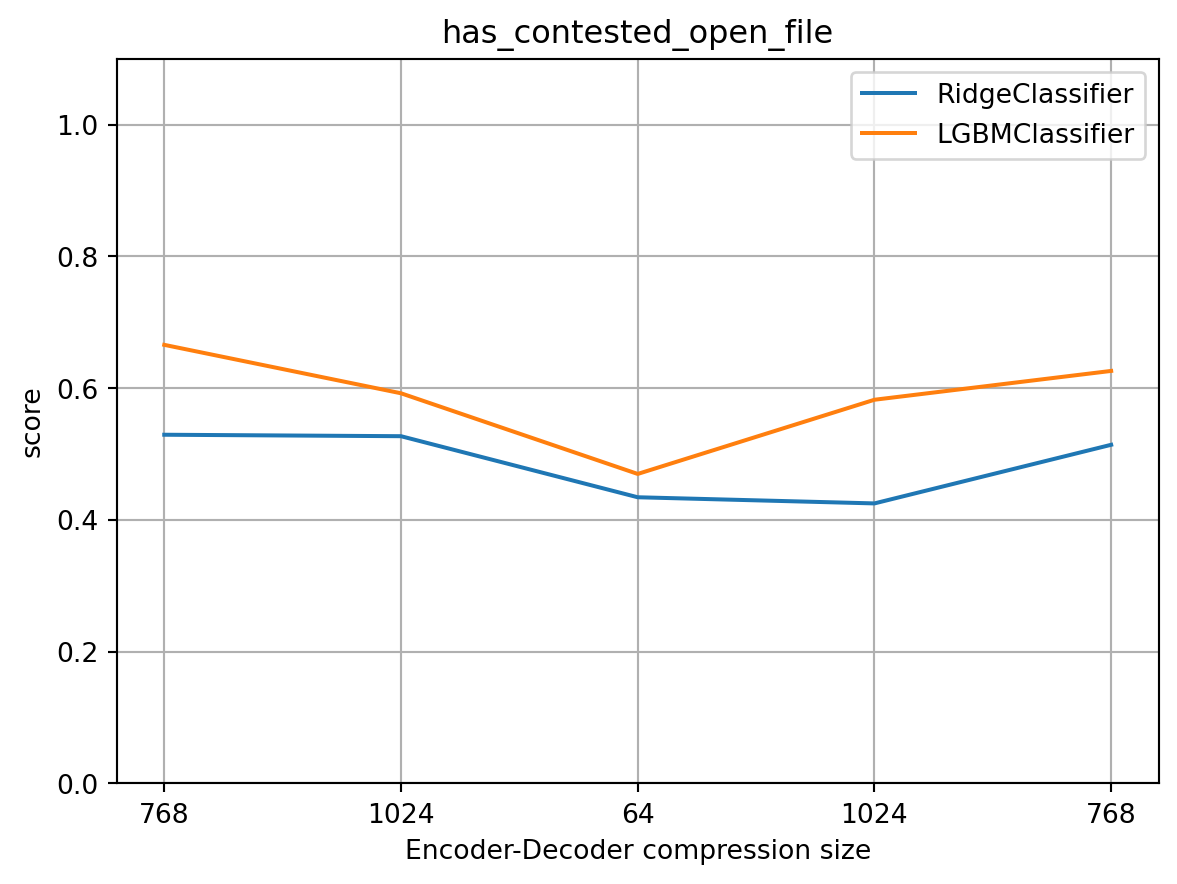 has_contested_open_file
RidgeClassifier
LGBMClassifier
1.0
0.8
0.6
0.4
0.2
0.0
score
768 1024 64 1024 768
Encoder-Decoder compression size